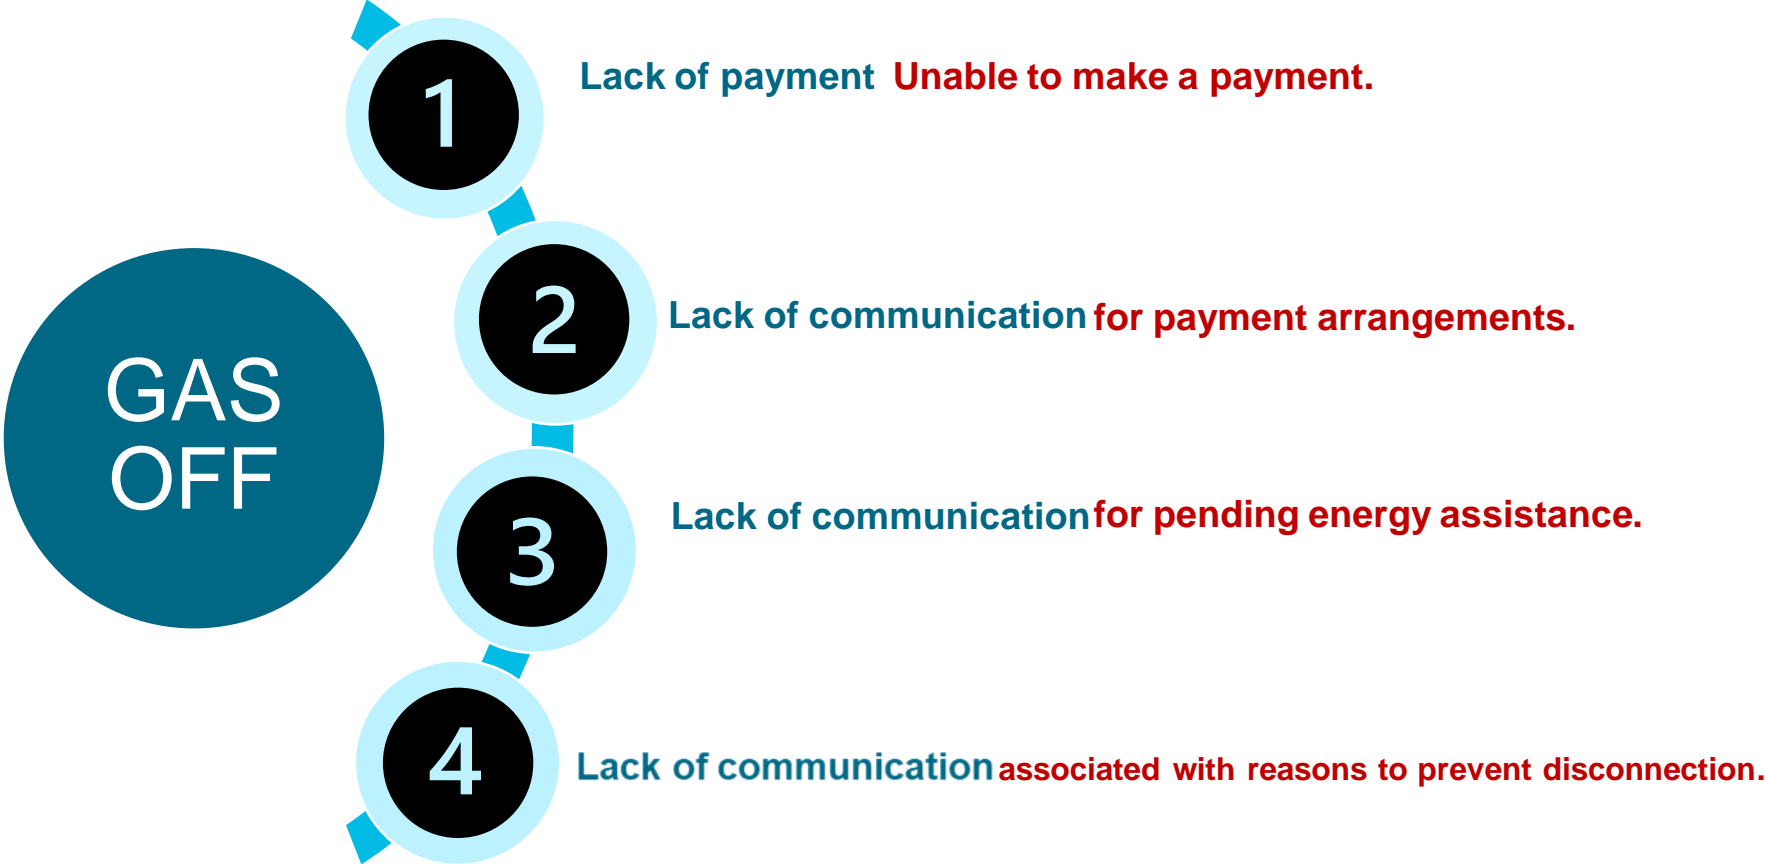 GAS
OFF
1
Lack of payment Unable to make a payment.
2
Lack of communication for payment arrangements.
3
Lack of communication for pending energy assistance.
4
Lack of communication associated with reasons to prevent disconnection.